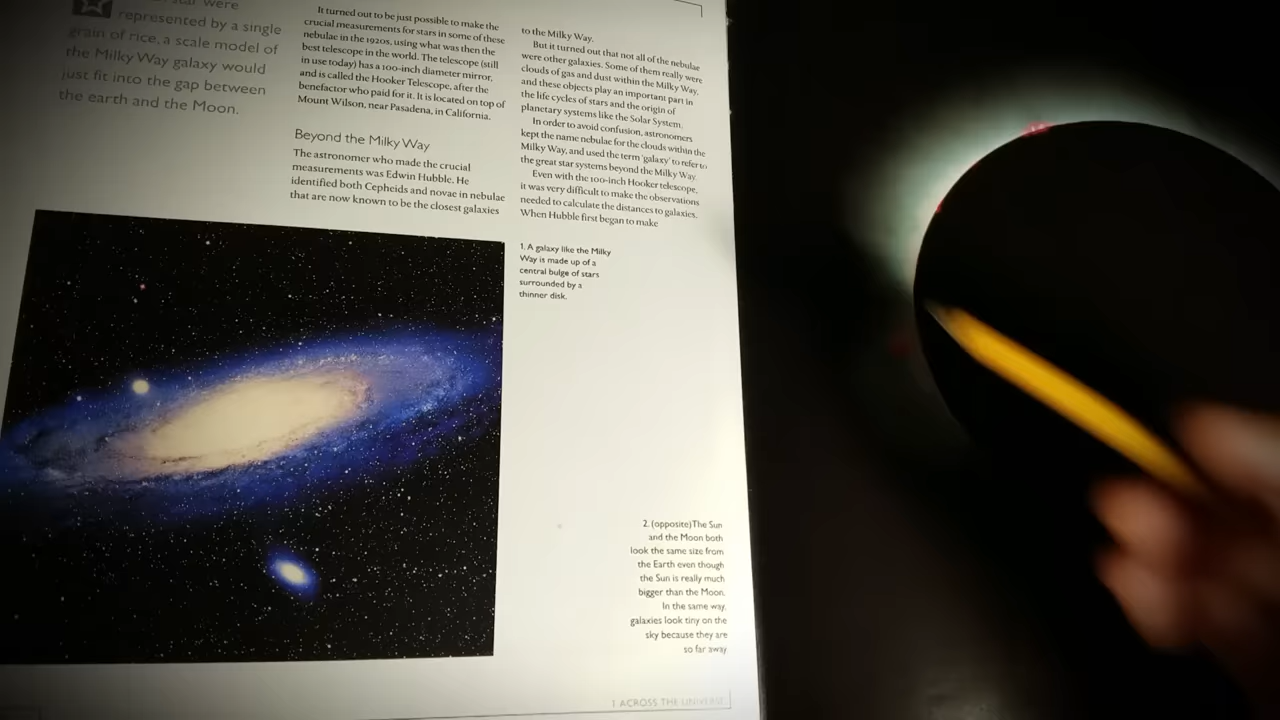 were
represented by a single
grain of rice, a scale model of
the Milky Way galaxy would
just fit into the gap between
the earth and the Moon.
It turned out to be just possible to make the
crucial measurements for stars in some of these
nebulae in the 1920s, using what was then the
best telescope in the world. The telescope (still
in use today) has a 100-inch diameter mirror,
and is called the Hooker Telescope, after the
benefactor who paid for it. It is located on top of
Mount Wilson, near Pasadena, in California.
Beyond the Milky Way
The astronomer who made the crucial
measurements was Edwin Hubble. He
identified both Cepheids and novae in nebulae
that are now known to be the closest galaxies
to the Milky Way.
But it turned out that not all of the nebulae
were other galaxies. Some of them really were
clouds of gas and dust within the Milky Way,
and these objects play an important part in
the life cycles of stars and the origin of
planetary systems like the Solar System.
In order to avoid confusion, astronomers
kept the name nebulae for the clouds within the
Milky Way, and used the term 'galaxy' to refer to
the great star systems beyond the Milky Way.
Even with the 100-inch Hooker telescope,
it was very difficult to make the observations
needed to calculate the distances to galaxies.
When Hubble first began to make
1. A galaxy like the Milky
Way is made up of a
central bulge of stars
surrounded by a
thinner disk.
2. (opposite) The Sun
and the Moon both
look the same size from
the Earth even though
the Sun is really much
bigger than the Moon.
In the same way,
galaxies look tiny on the
sky because they are
so far away
1 ACROSS THE UNIVERSE